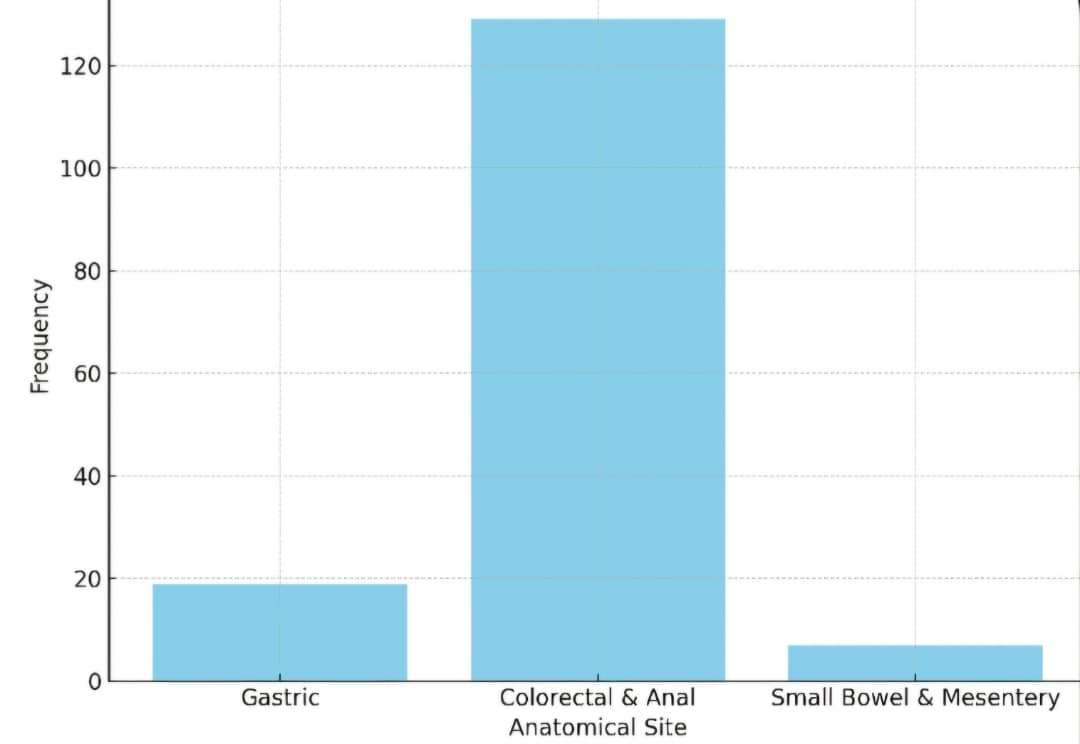 120
100
80
60
40
20
0
Frequency
Gastric
Colorectal & Anal
Small Bowel & Mesentery
Anatomical Site